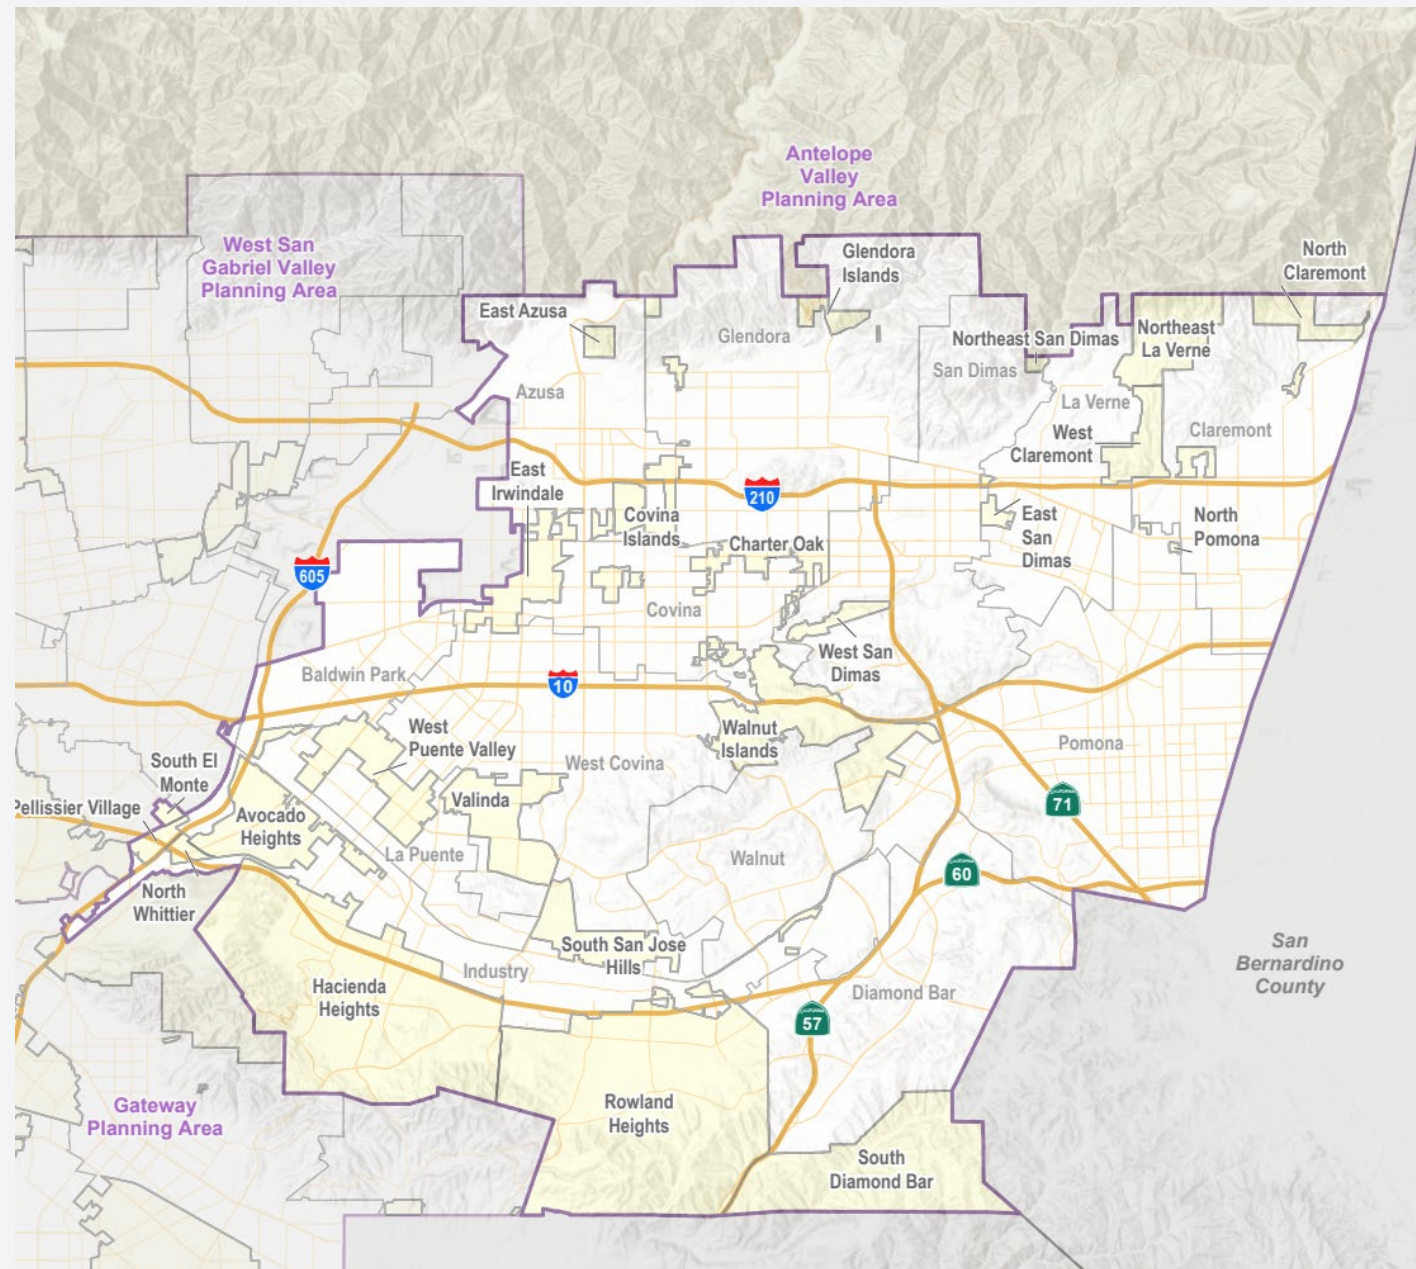 Antelope
Valley
Planning Area
West San
Gabriel Valley
Planning Area
Glendora
Islands
North
Claremont
East Azusa
Glendora
Northeast San Dimas
Northeast
La Verne
San Dimas
Azusa
La Verne
West
Claremont
Claremont
East
Irwindale
210
Covina
Islands
East
San
Dimas
North
Pomona
Charter Oak
605
Covina
West San
Dimas
Baldwin Park
10
West
Puente Valley
Walnut
Islands
Pomona
South El
Monte
West Covina
Valinda
CALIFORNIA
71
Pellissier Village
Avocado
Heights
La Puente
Walnut
CALIFORNIA
60
North
Whittier
South San Jose
Hills
San
Bernardino
County
Industry
Hacienda
Heights
Diamond Bar
CALIFORNIA
57
Gateway
Planning Area
Rowland
Heights
South
Diamond Bar